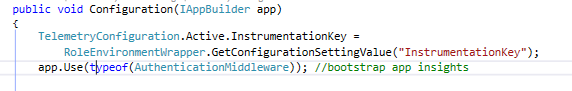 public void Configuration(IAppBuilder app)
{
TelemetryConfiguration.Active.InstrumentationKey =
RoleEnvironmentWrapper.GetConfigurationSettingValue("InstrumentationKey");
app.Use(typeof(AuthenticationMiddleware)); //bootstrap app insights